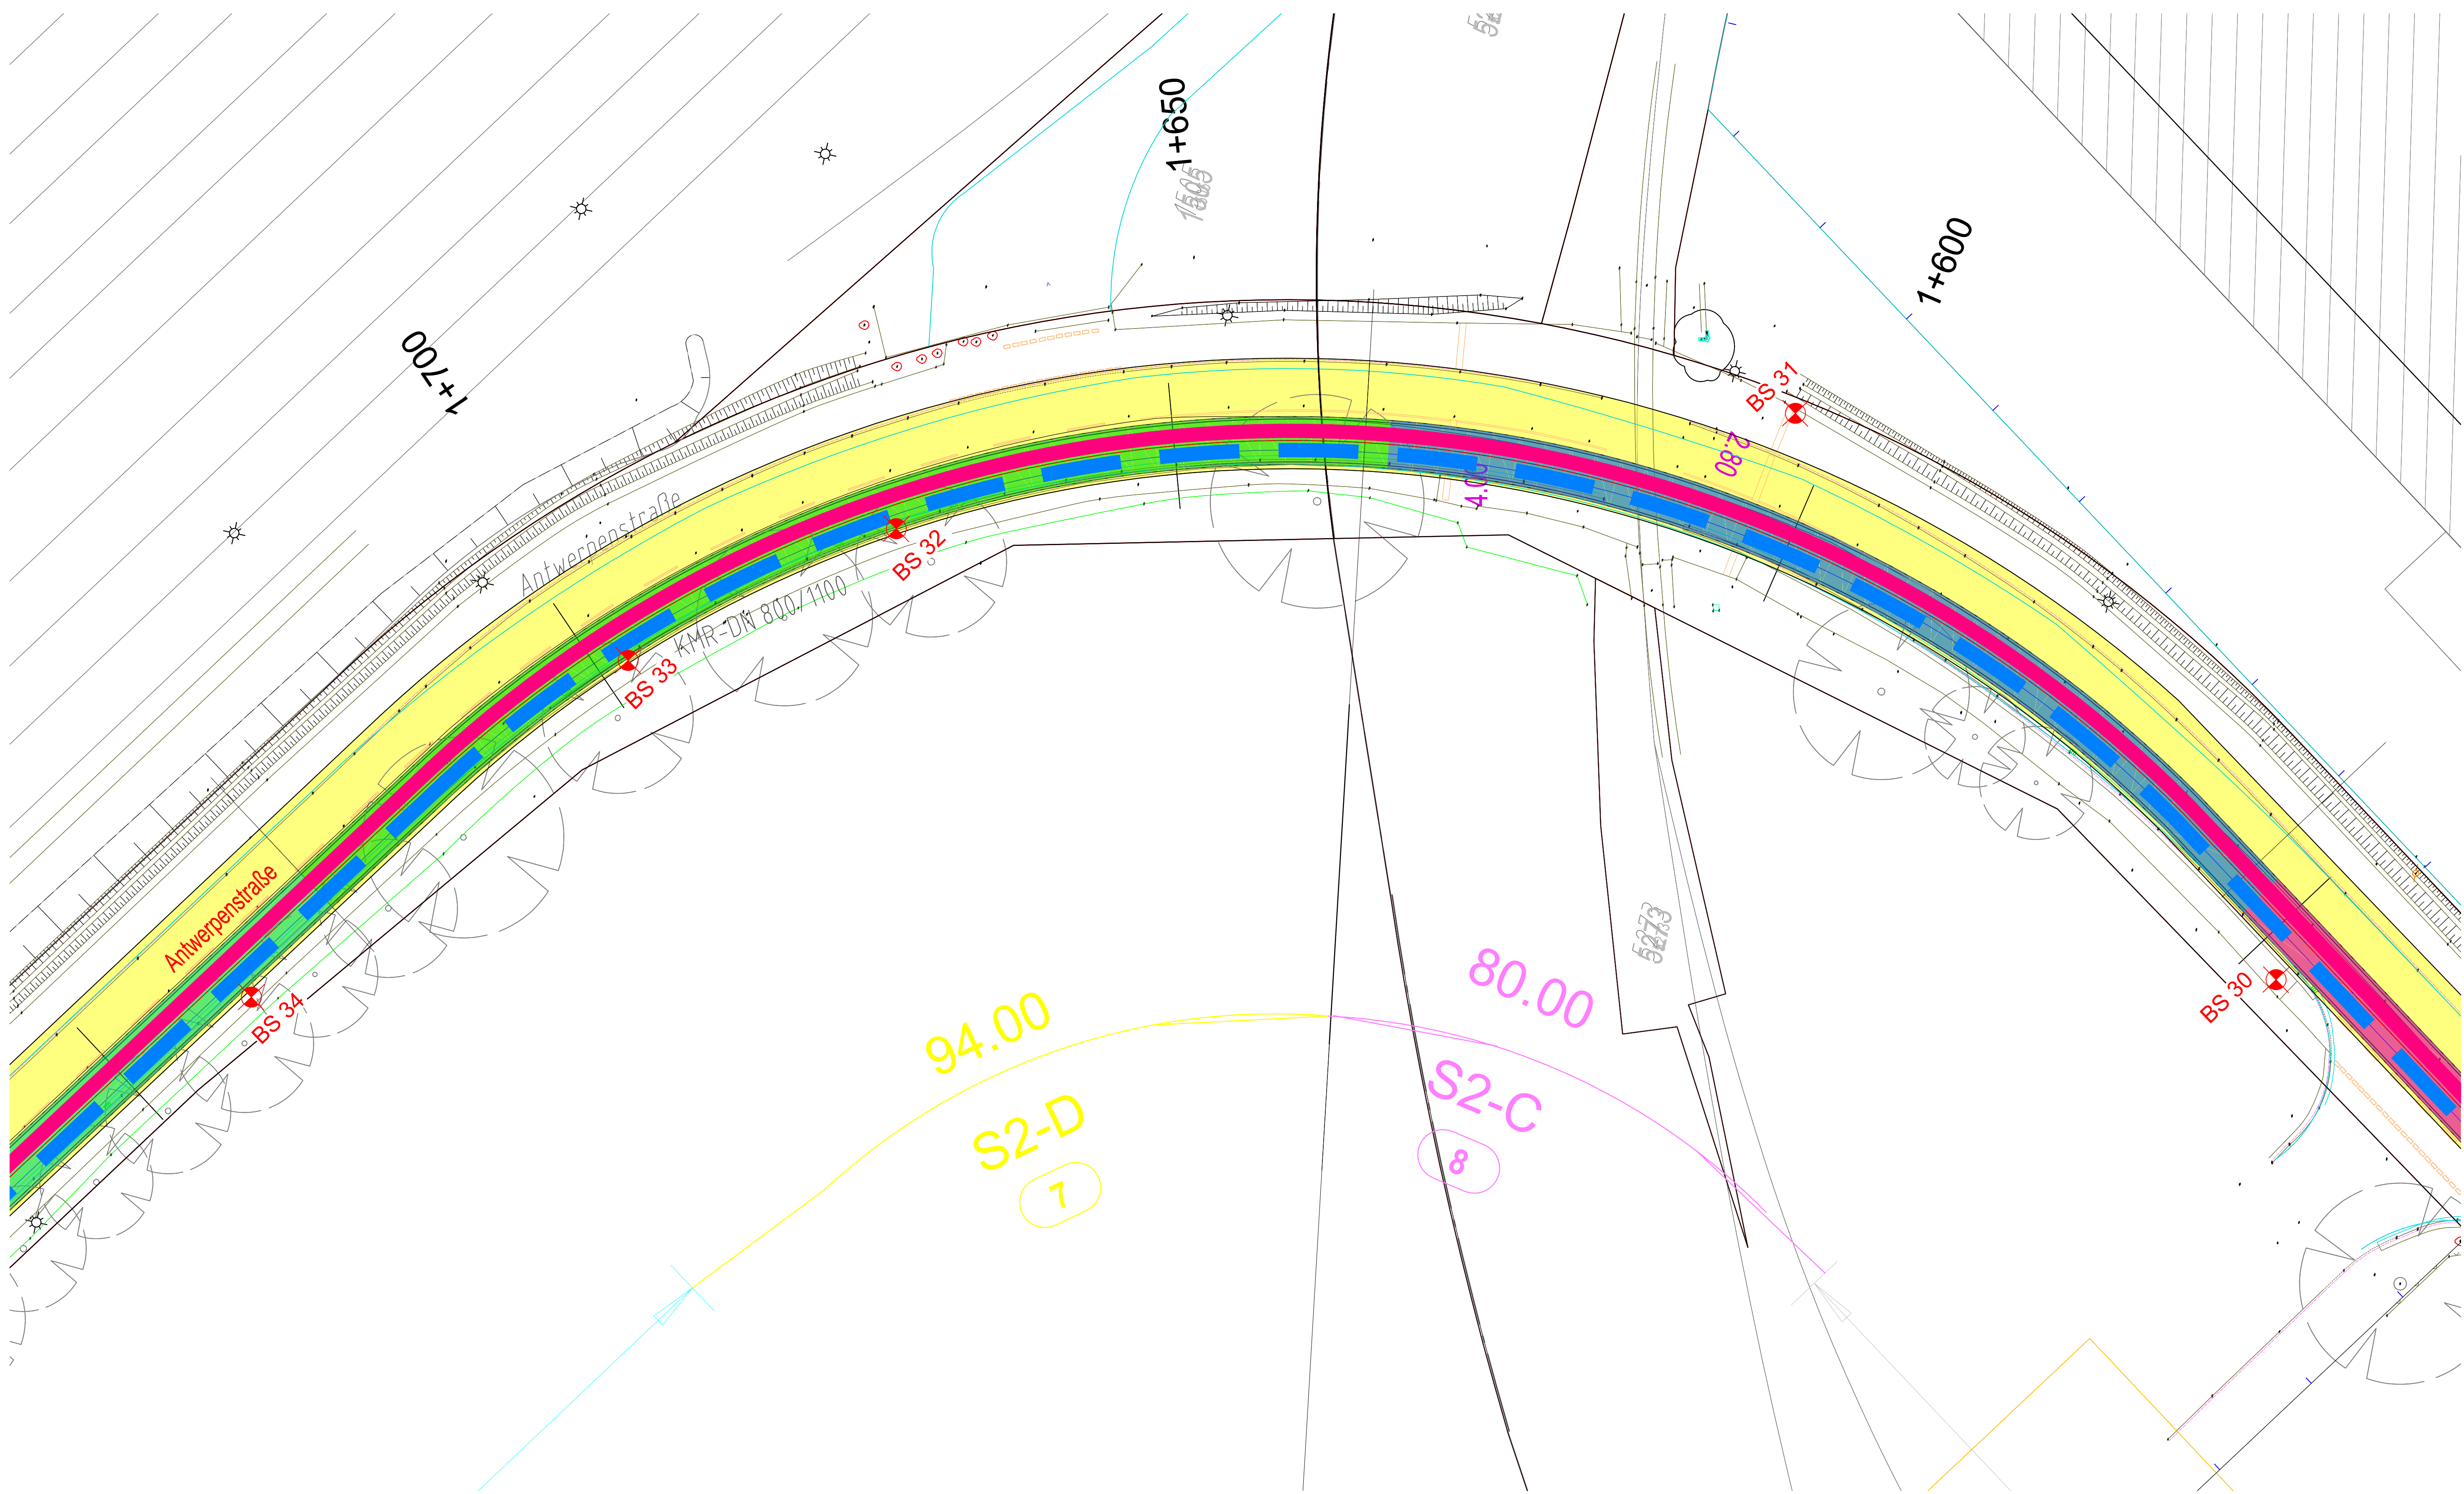 1+650
1+600
1+700
BS 31
2.80
4.00
Antwerpenstraße
BS 32
KMR-DN 800/1100
BS 33
Antwerpenstraße
BS 34
5273
BS 30
94.00
80.00
S2-D
S2-C
7
8